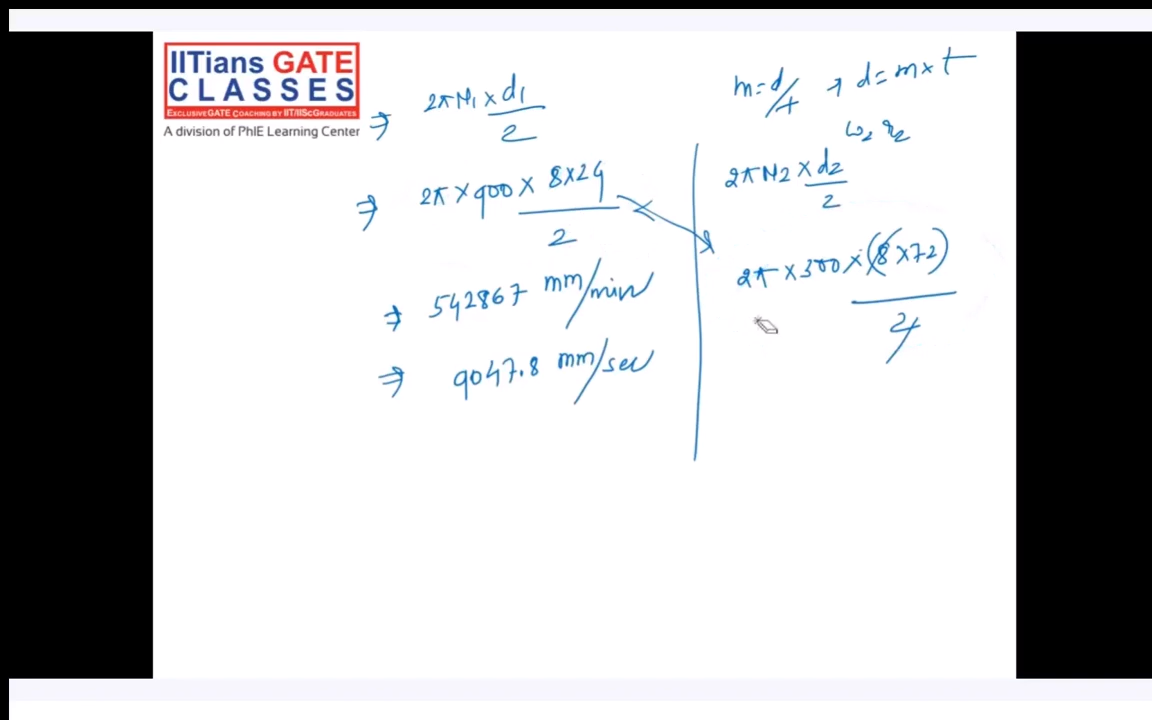 IITians GATE
CLASSES
EXCLUSIVE GATE COACHING BY IIT/IISC GRADUATES
A division of PhIE Learning Center
⇒ 2πN₁ × d₁/2
⇒ 2π × 900 × 8×24/2
⇒ 542867 mm/min
⇒ 9047.8 mm/sec
m = d/t → d = m × t
ω₂ r₂
2πN2 × d2/2
2π × 300 × (8×72)/2